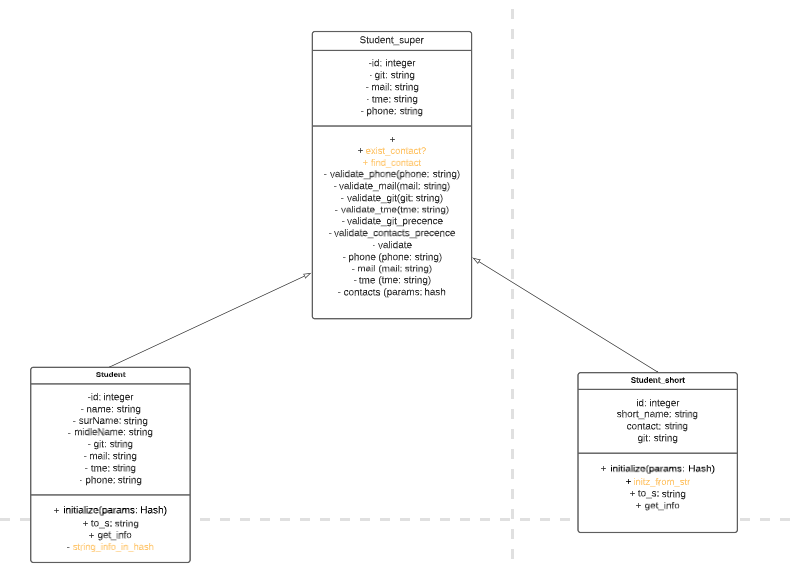 Student_super
-id: integer
- git: string
- mail: string
- tme: string
- phone: string
+
+ exist_contact?
+ find_contact
- validate_phone(phone: string)
- validate_mail(mail: string)
- validate_git(git: string)
- validate_tme(tme: string)
- validate_git_precence
- validate_contacts_precence
- validate
- phone (phone: string)
- mail (mail: string)
- tme (tme: string)
- contacts (params: hash
Student
-id: integer
- name: string
- surName: string
- midleName: string
- git: string
- mail: string
- tme: string
- phone: string
+ initialize(params: Hash)
+ to_s: string
+ get_info
- string_info_in_hash
Student_short
id: integer
short_name: string
contact: string
git: string
+ initialize(params: Hash)
+ initz_from_str
+ to_s: string
+ get_info